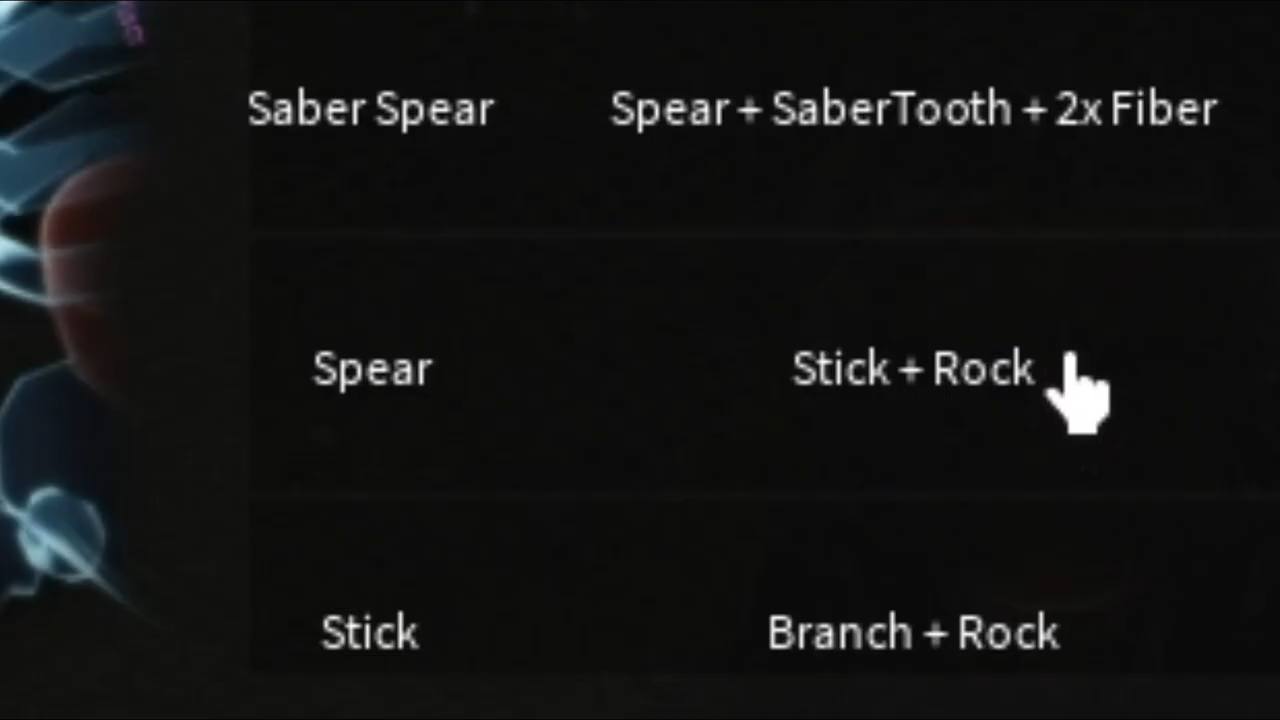 Saber Spear Spear + SaberTooth + 2x Fiber
Spear Stick + Rock
Stick Branch + Rock